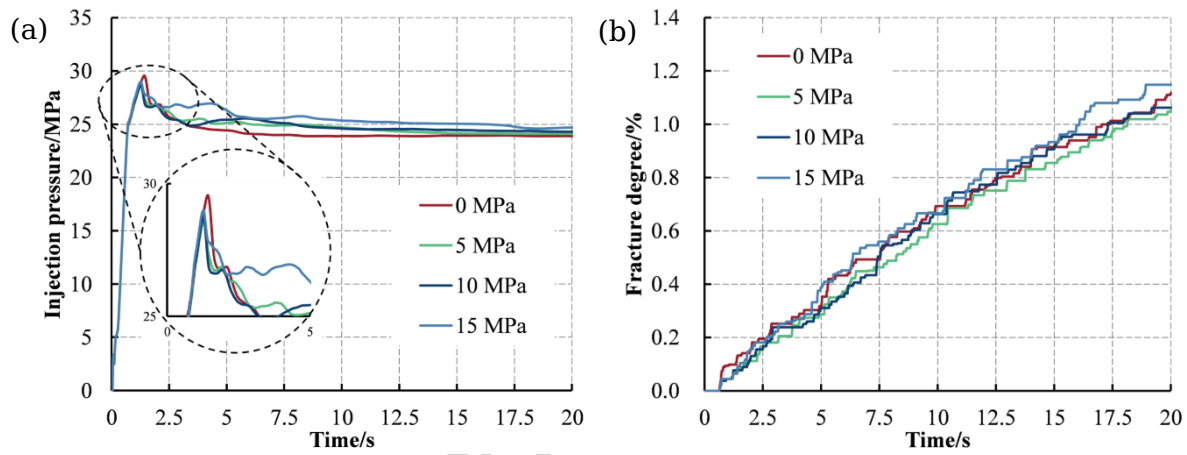 (a)
Injection pressure/MPa
35
30
25
20
15
10
5
0
0 2.5 5 7.5 10 12.5 15 17.5 20
Time/s
30
25
0 5
0 MPa
5 MPa
10 MPa
15 MPa
(b)
Fracture degree/%
1.4
1.2
1.0
0.8
0.6
0.4
0.2
0.0
0 2.5 5 7.5 10 12.5 15 17.5 20
Time/s
0 MPa
5 MPa
10 MPa
15 MPa